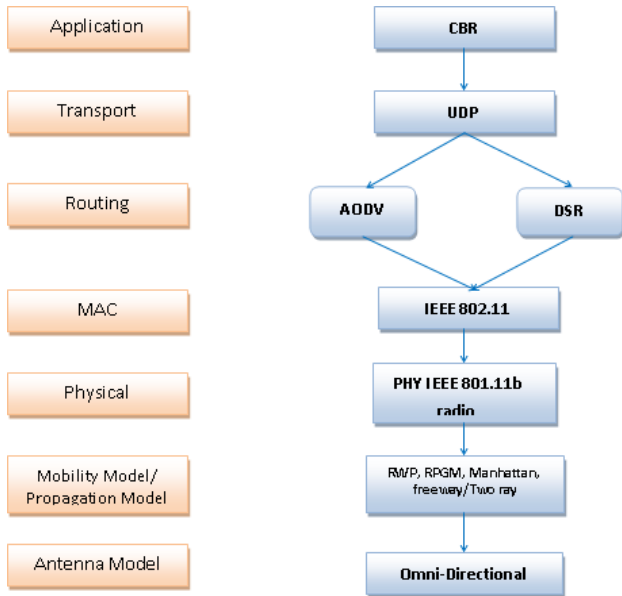 Application
CBR
Transport
UDP
Routing
AODV
DSR
MAC
IEEE 802.11
Physical
PHY IEEE 801.11b
radio
Mobility Model/
Propagation Model
RWP, RPGM, Manhattan,
freeway/Two ray
Antenna Model
Omni-Directional